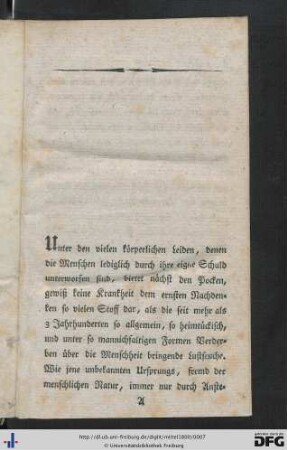 Unter den vielen körperlichen Leiden, denen
die Menschen lediglich durch ihre eigne Schuld
unterworfen sind, bietet nächst den Pocken,
gewiß keine Krankheit dem ernsten Nachden-
ken so vielen Stoff dar, als die seit mehr als
3 Jahrhunderten so allgemein, so heimtückisch,
und unter so mannichfaltigen Formen Verder-
ben über die Menschheit bringende Lustseuche.
Wie jene unbekannten Ursprungs, fremd der
menschlichen Natur, immer nur durch Anste-
A
http://dl.ub.uni-freiburg.de/diglit/mittel1800/0007
© Universitätsbibliothek Freiburg
gefördert durch die
DFG